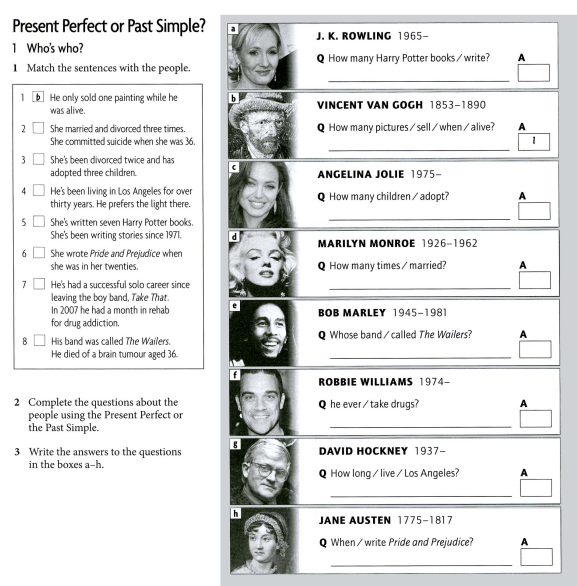 Present Perfect or Past Simple?
1 Who's who?
1 Match the sentences with the people.
1 b He only sold one painting while he
was alive.
2 She married and divorced three times.
She committed suicide when she was 36.
3 She's been divorced twice and has
adopted three children.
4 He's been living in Los Angeles for over
thirty years. He prefers the light there.
5 She's written seven Harry Potter books.
She's been writing stories since 1971.
6 She wrote Pride and Prejudice when
she was in her twenties.
7 He's had a successful solo career since
leaving the boy band, Take That.
In 2007 he had a month in rehab
for drug addiction.
8 His band was called The Wailers.
He died of a brain tumour aged 36.
2 Complete the questions about the
people using the Present Perfect or
the Past Simple.
3 Write the answers to the questions
in the boxes a–h.
a
J. K. ROWLING 1965–
Q How many Harry Potter books / write? A
b
VINCENT VAN GOGH 1853–1890
Q How many pictures / sell / when / alive? A
1
c
ANGELINA JOLIE 1975–
Q How many children / adopt? A
d
MARILYN MONROE 1926–1962
Q How many times / married? A
e
BOB MARLEY 1945–1981
Q Whose band / called The Wailers? A
f
ROBBIE WILLIAMS 1974–
Q he ever / take drugs? A
g
DAVID HOCKNEY 1937–
Q How long / live / Los Angeles? A
h
JANE AUSTEN 1775–1817
Q When / write Pride and Prejudice? A